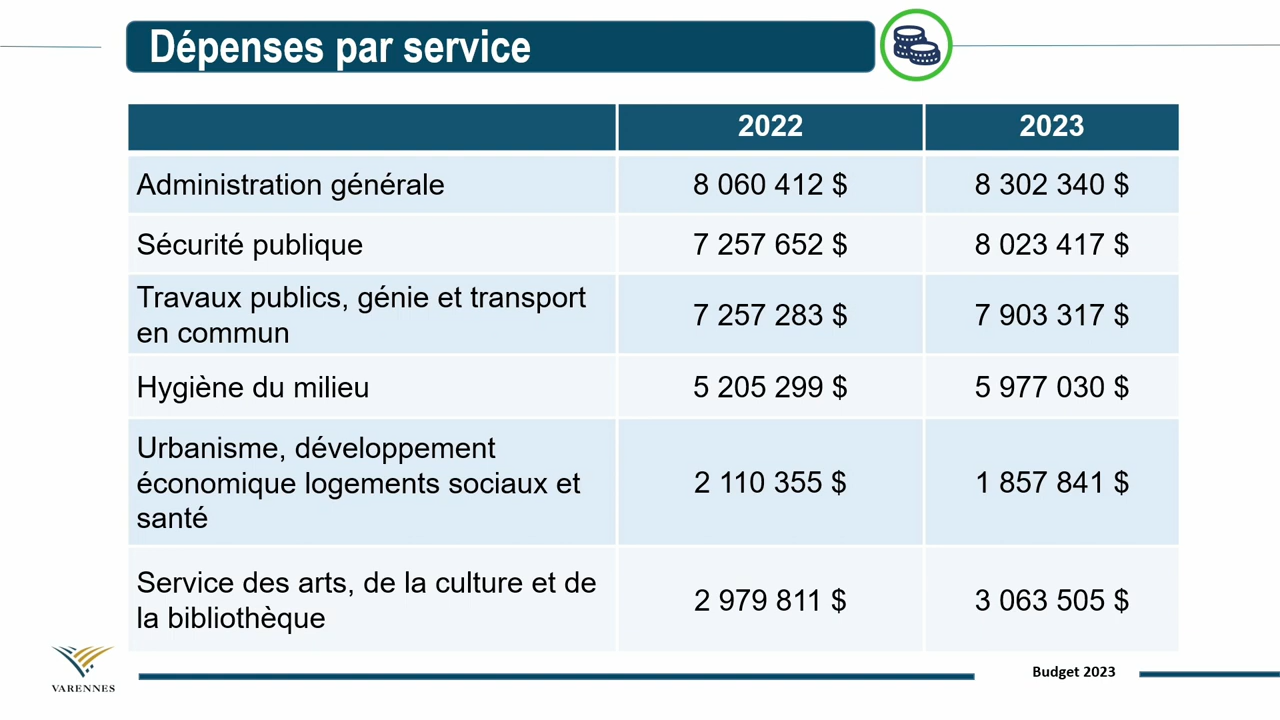 Dépenses par service
2022 2023
Administration générale 8 060 412 $ 8 302 340 $
Sécurité publique 7 257 652 $ 8 023 417 $
Travaux publics, génie et transport
en commun 7 257 283 $ 7 903 317 $
Hygiène du milieu 5 205 299 $ 5 977 030 $
Urbanisme, développement
économique logements sociaux et
santé 2 110 355 $ 1 857 841 $
Service des arts, de la culture et de
la bibliothèque 2 979 811 $ 3 063 505 $
VARENNES
Budget 2023